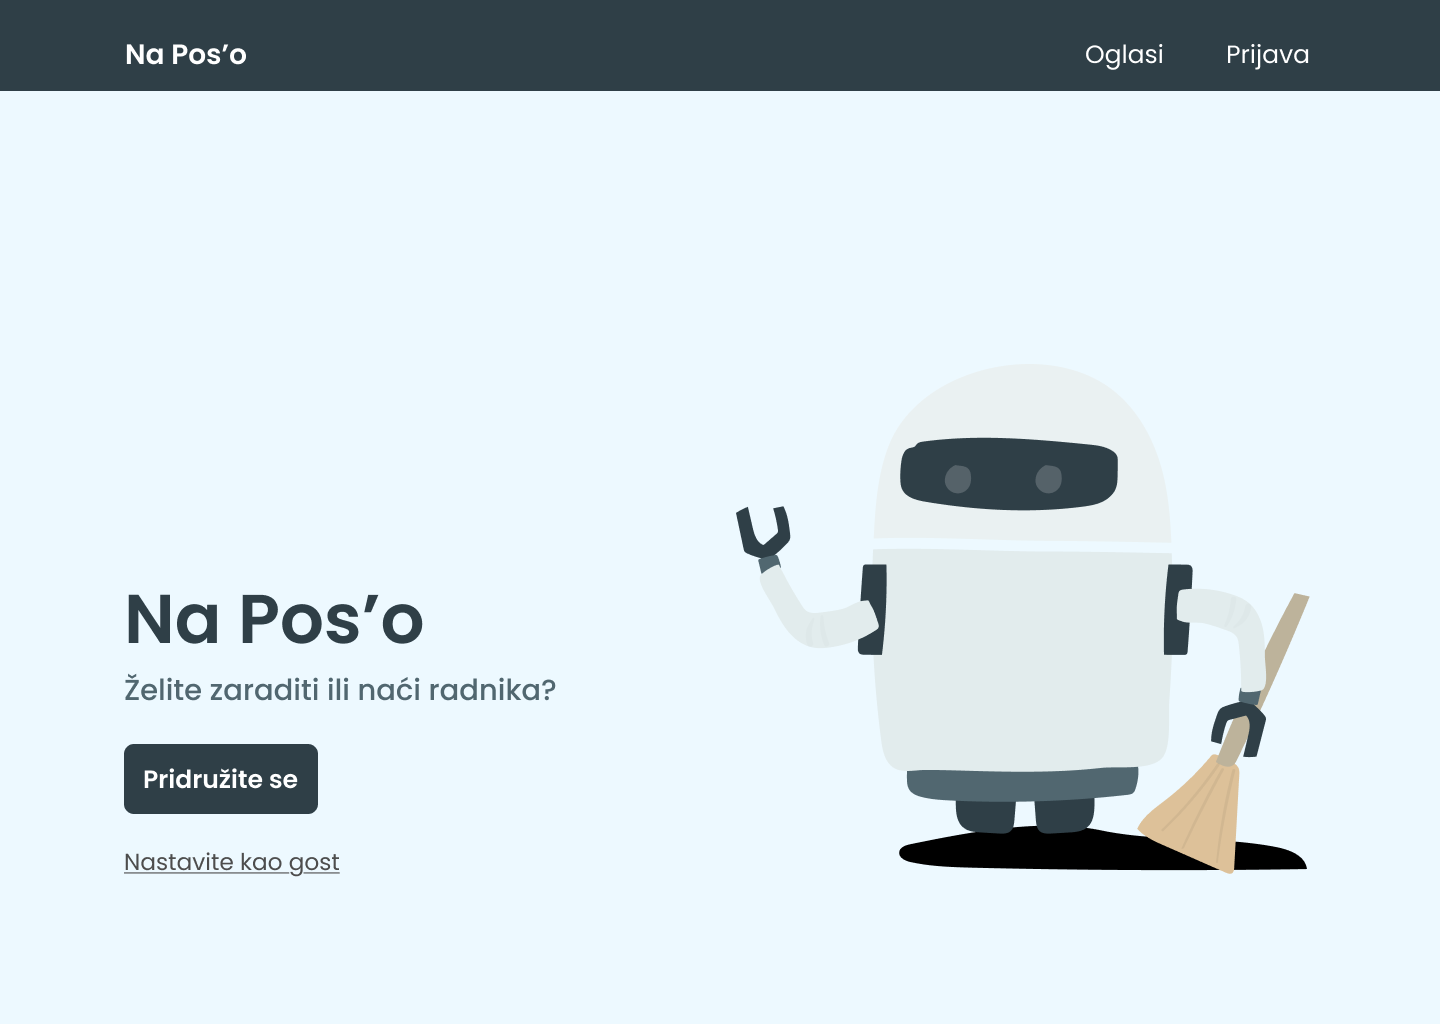 Na Pos’o
Oglasi
Prijava
Na Pos’o
Želite zaraditi ili naći radnika?
Pridružite se
Nastavite kao gost